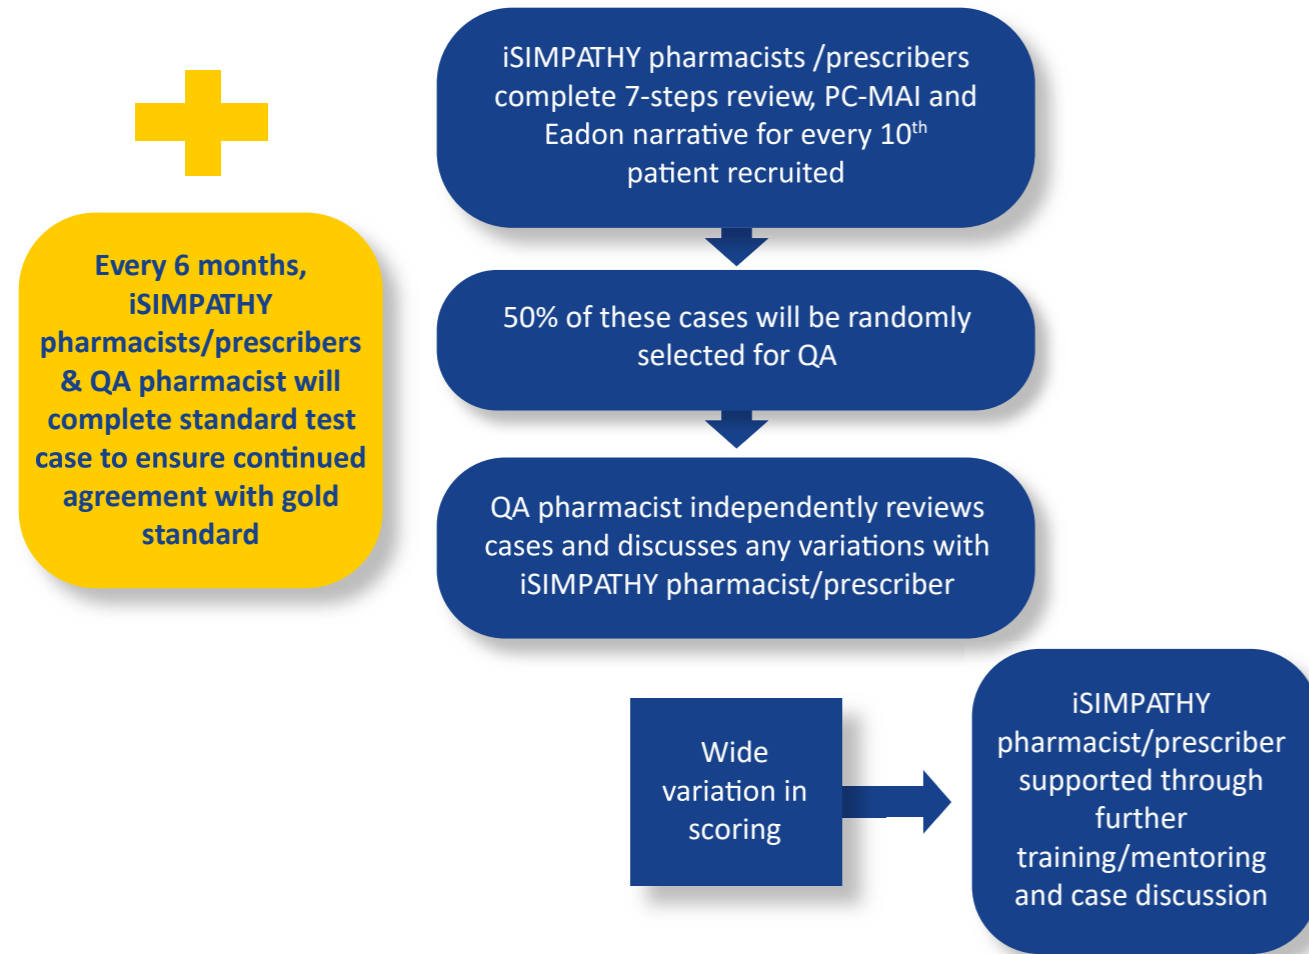 iSIMPATHY pharmacists /prescribers
complete 7-steps review, PC-MAI and
Eadon narrative for every 10th
patient recruited
Every 6 months,
iSIMPATHY
pharmacists/prescribers
& QA pharmacist will
complete standard test
case to ensure continued
agreement with gold
standard
50% of these cases will be randomly
selected for QA
QA pharmacist independently reviews
cases and discusses any variations with
iSIMPATHY pharmacist/prescriber
Wide
variation in
scoring
iSIMPATHY
pharmacist/prescriber
supported through
further
training/mentoring
and case discussion